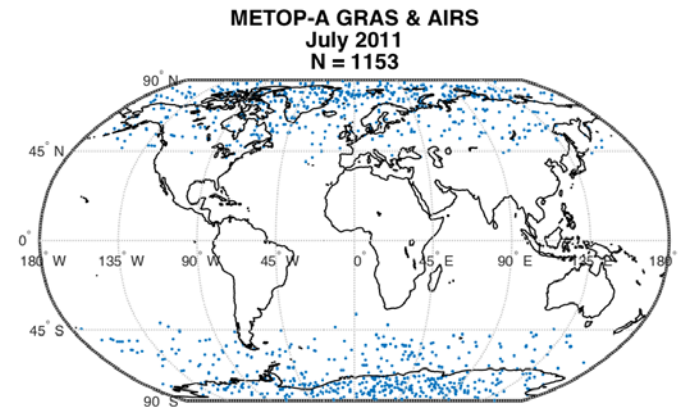 METOP-A GRAS & AIRS
July 2011
N = 1153
90° N
45° N
0°
180° W 135° W 90° W 45° W 0° 45° E 90° E 135° E 180°
45° S
90° S